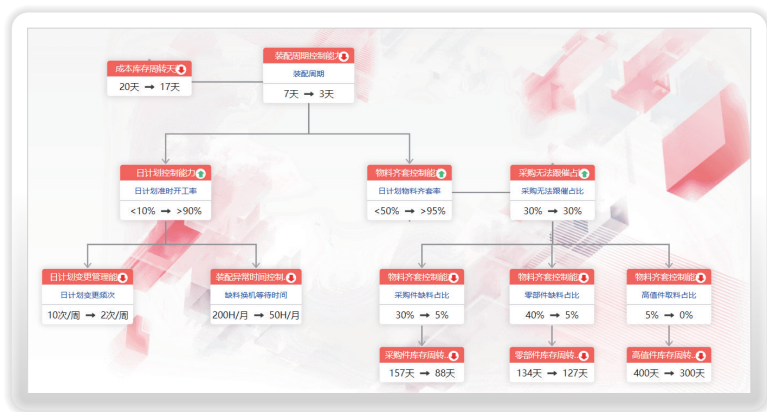 装配周期控制能力
成本库存周转天
装配周期
20天 → 17天
7天 → 3天
日计划控制能力
物料齐套控制能
采购无法跟催占
日计划准时开工率
日计划物料齐套率
采购无法跟催占比
<10% → >90%
<50% → >95%
30% → 30%
日计划变更管理能
装配异常时间控制..
物料齐套控制能
物料齐套控制能
物料齐套控制能
日计划变更频次
缺料换机等待时间
采购件缺料占比
零部件缺料占比
高值件取料占比
10次/周 → 2次/周
200H/月 → 50H/月
30% → 5%
40% → 5%
5% → 0%
采购件库存周转..
零部件库存周转..
高值件库存周转..
157天 → 88天
134天 → 127天
400天 → 300天